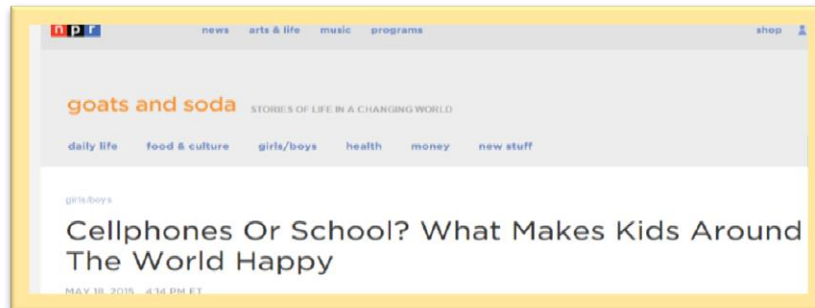 npr news arts & life music programs shop
goats and soda STORIES OF LIFE IN A CHANGING WORLD
daily life food & culture girls/boys health money new stuff
girls/boys
Cellphones Or School? What Makes Kids Around
The World Happy
MAY 18, 2015 4:14 PM ET